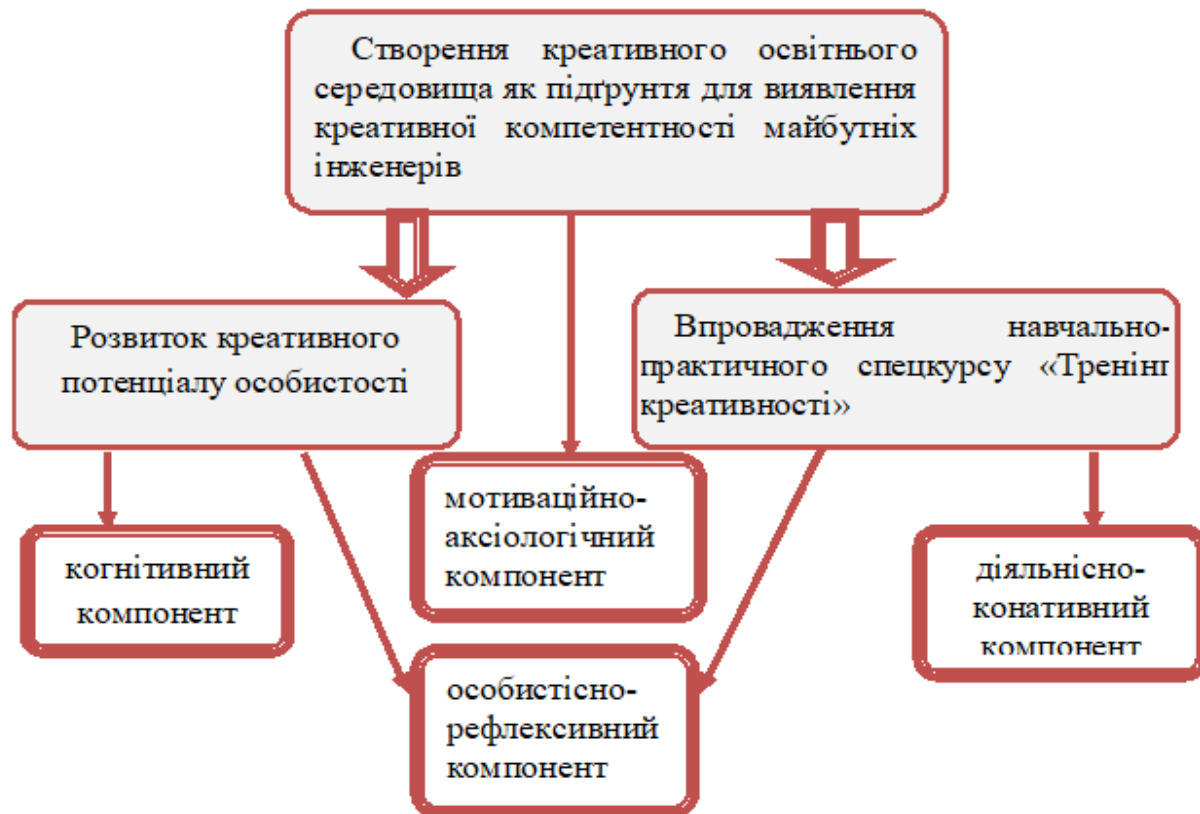 Створення креативного освітнього
середовища як підґрунтя для виявлення
креативної компетентності майбутніх
інженерів
Розвиток креативного
потенціалу особистості
Впровадження навчально-
практичного спецкурсу «Тренінг
креативності»
мотиваційно-
аксіологічний
компонент
когнітивний
компонент
діяльнісно-
конативний
компонент
особистісно-
рефлексивний
компонент